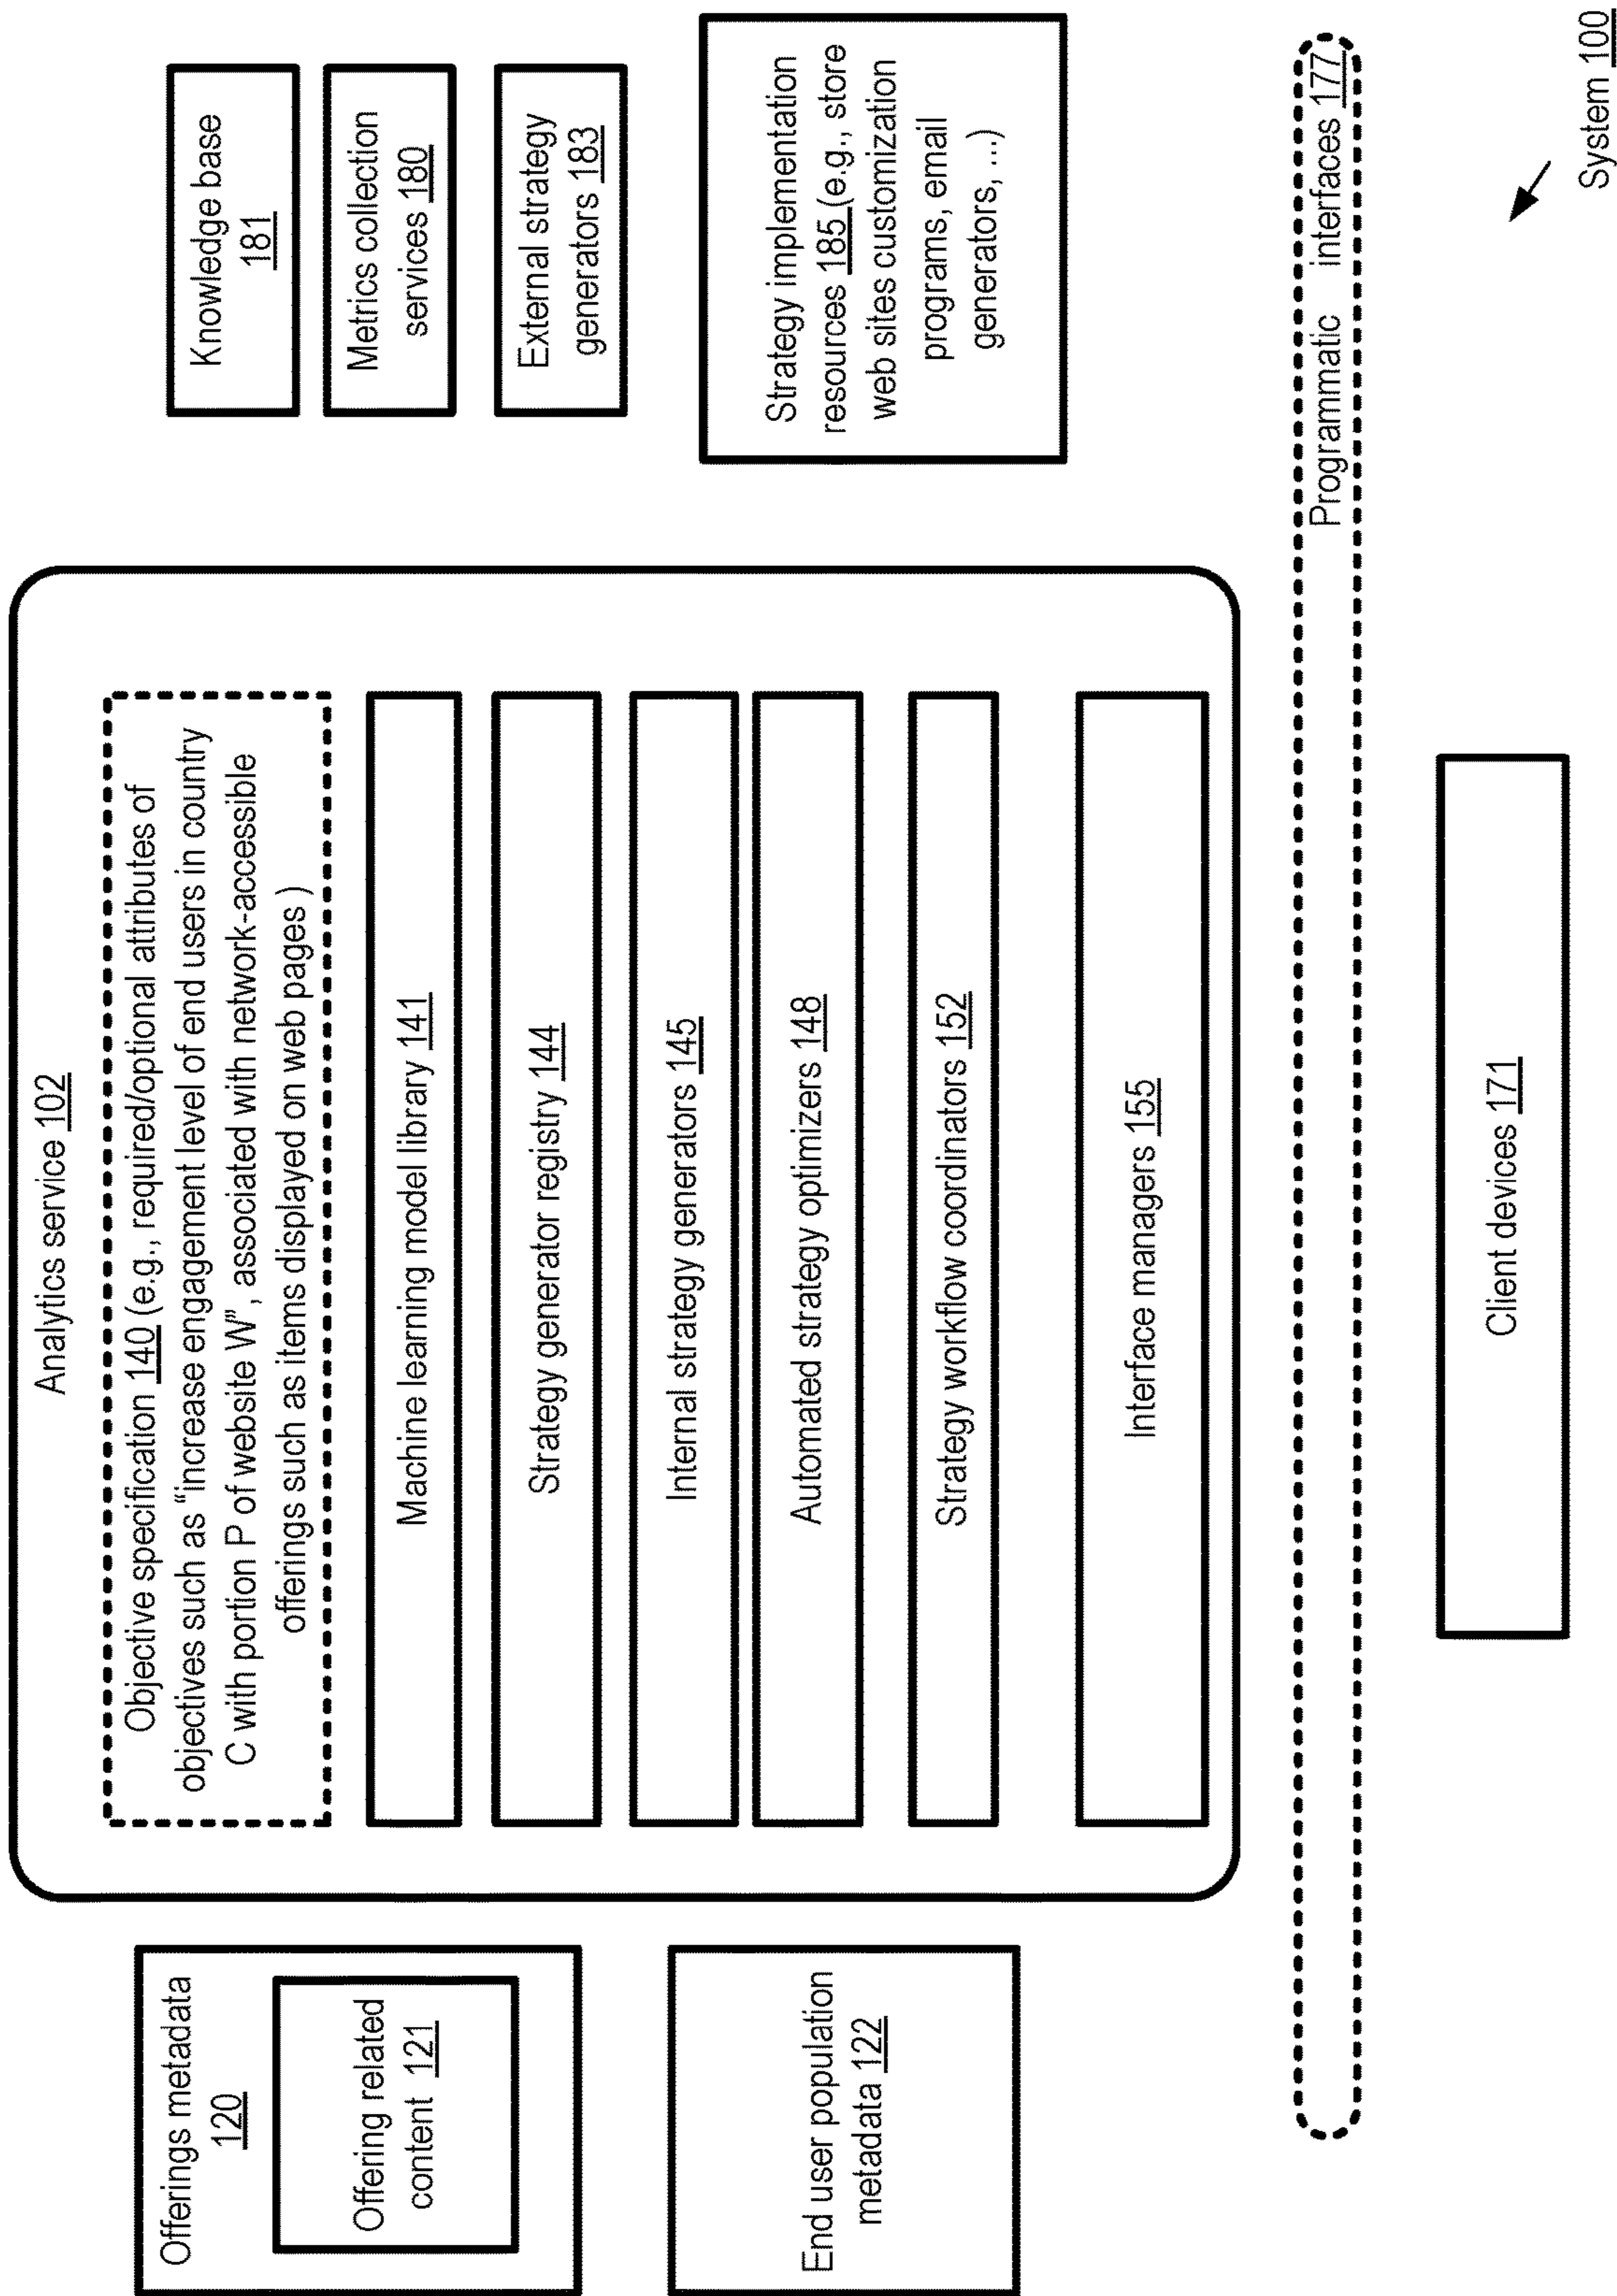 Offerings metadata
120
Offering related
content 121
End user population
metadata 122
Analytics service 102
Objective specification 140 (e.g., required/optional attributes of
objectives such as “increase engagement level of end users in country
C with portion P of website W”, associated with network-accessible
offerings such as items displayed on web pages )
Machine learning model library 141
Strategy generator registry 144
Internal strategy generators 145
Automated strategy optimizers 148
Strategy workflow coordinators 152
Interface managers 155
Knowledge base
181
Metrics collection
services 180
External strategy
generators 183
Strategy implementation
resources 185 (e.g., store
web sites customization
programs, email
generators, ...)
Programmatic interfaces 177
Client devices 171
System 100